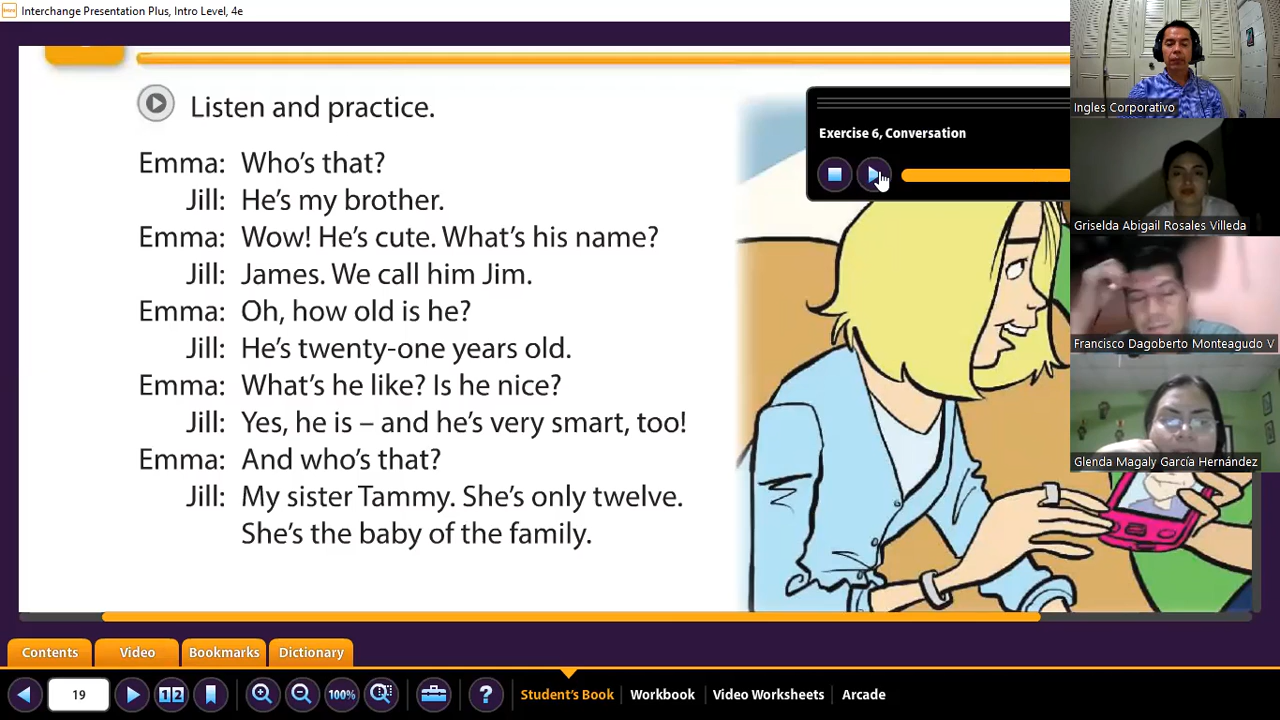 Interchange Presentation Plus, Intro Level, 4e
Listen and practice.
Emma: Who's that?
Jill: He's my brother.
Emma: Wow! He's cute. What's his name?
Jill: James. We call him Jim.
Emma: Oh, how old is he?
Jill: He's twenty-one years old.
Emma: What's he like? Is he nice?
Jill: Yes, he is – and he's very smart, too!
Emma: And who's that?
Jill: My sister Tammy. She's only twelve.
She's the baby of the family.
Exercise 6, Conversation
Ingles Corporativo
Griselda Abigail Rosales Villeda
Francisco Dagoberto Monteagudo V
Glenda Magaly García Hernández
Contents Video Bookmarks Dictionary
19 1 2 100% ? Student's Book Workbook Video Worksheets Arcade